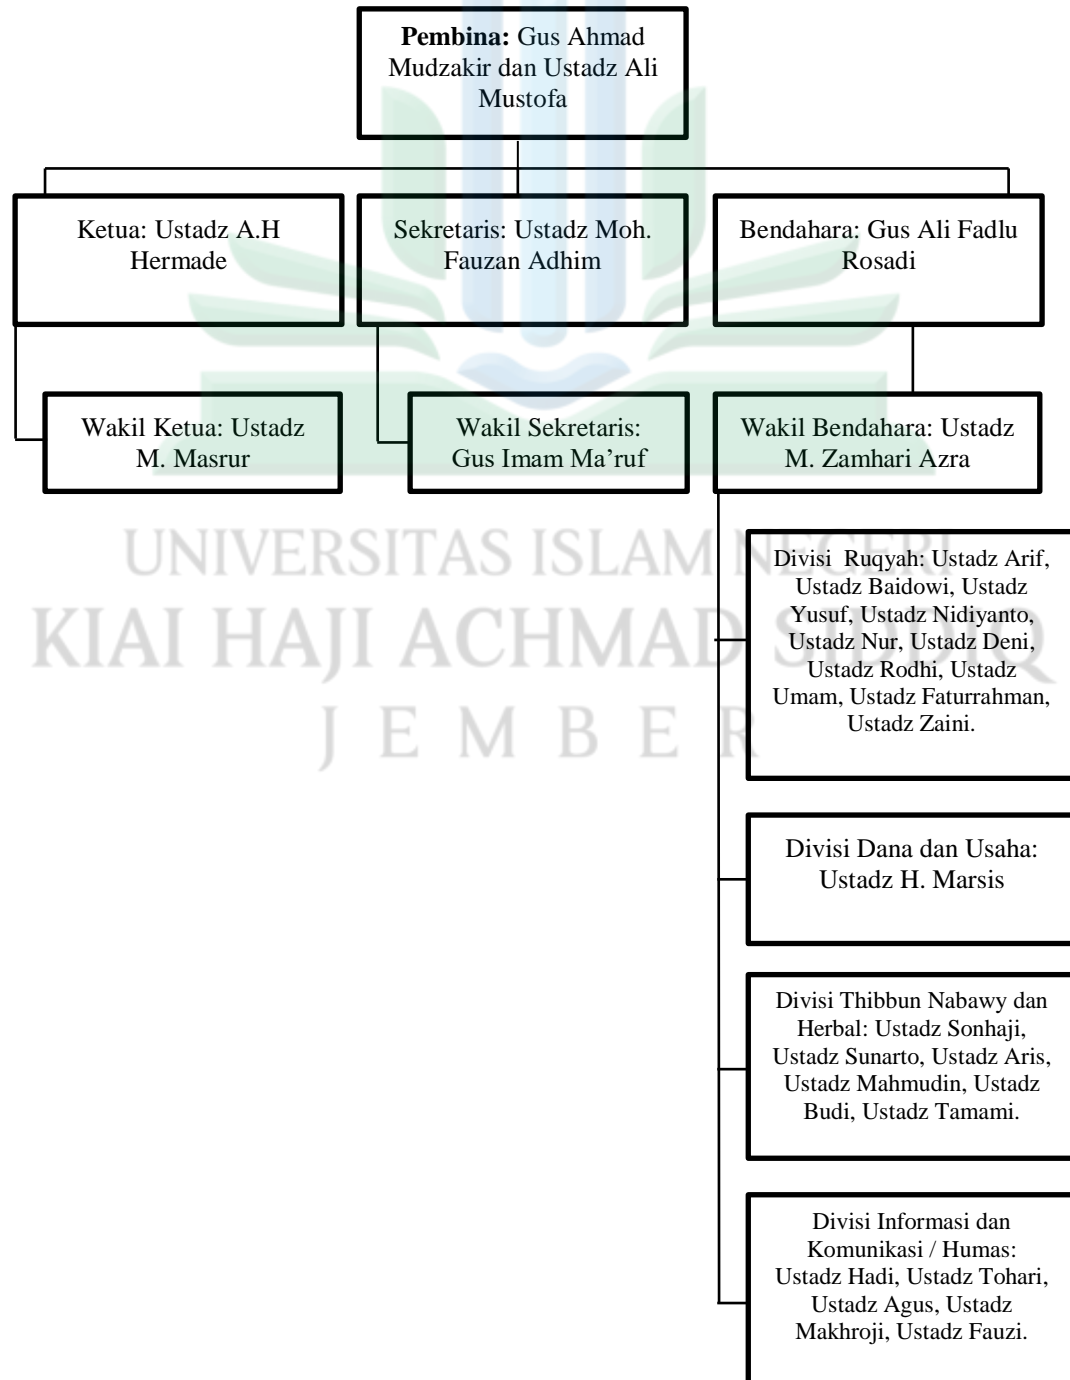 Pembina: Gus Ahmad
Mudzakir dan Ustadz Ali
Mustofa
Ketua: Ustadz A.H
Hermade
Sekretaris: Ustadz Moh.
Fauzan Adhim
Bendahara: Gus Ali Fadlu
Rosadi
Wakil Ketua: Ustadz
M. Masrur
Wakil Sekretaris:
Gus Imam Ma’ruf
Wakil Bendahara: Ustadz
M. Zamhari Azra
UNIVERSITAS ISLAM NEGERI
KIAI HAJI ACHMAD SIDDIQ
JEMBER
Divisi Ruqyah: Ustadz Arif,
Ustadz Baidowi, Ustadz
Yusuf, Ustadz Nidiyanto,
Ustadz Nur, Ustadz Deni,
Ustadz Rodhi, Ustadz
Umam, Ustadz Faturrahman,
Ustadz Zaini.
Divisi Dana dan Usaha:
Ustadz H. Marsis
Divisi Thibbun Nabawy dan
Herbal: Ustadz Sonhaji,
Ustadz Sunarto, Ustadz Aris,
Ustadz Mahmudin, Ustadz
Budi, Ustadz Tamami.
Divisi Informasi dan
Komunikasi / Humas:
Ustadz Hadi, Ustadz Tohari,
Ustadz Agus, Ustadz
Makhroji, Ustadz Fauzi.